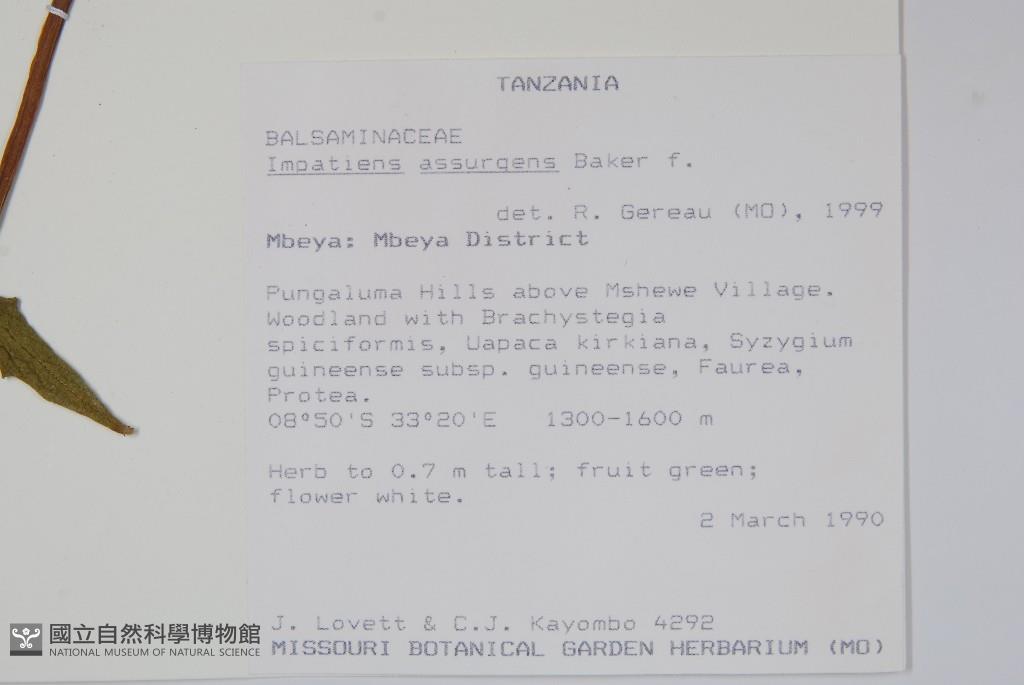 TANZANIA
BALSAMINACEAE
Impatiens assurgens Baker f.
det. R. Gereau (MO), 1999
Mbeya: Mbeya District
Pungaluma Hills above Mshewe Village.
Woodland with Brachystegia
spiciformis, Uapaca kirkiana, Syzygium
guineense subsp. guineense, Faurea,
Protea.
08°50'S 33°20'E 1300-1600 m
Herb to 0.7 m tall; fruit green;
flower white.
2 March 1990
J. Lovett & C.J. Kayombo 4292
MISSOURI BOTANICAL GARDEN HERBARIUM (MO)
國立自然科學博物館
NATIONAL MUSEUM OF NATURAL SCIENCE